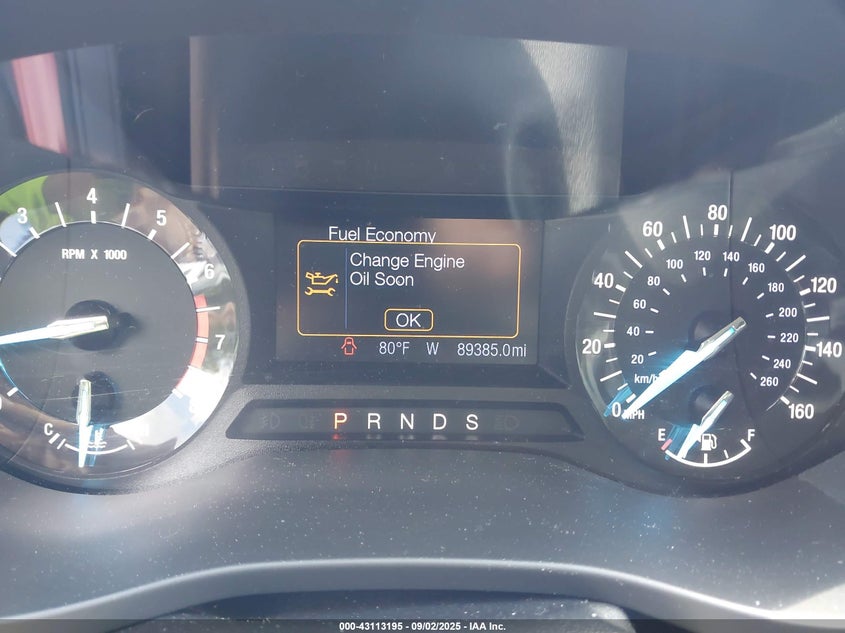 3 4 5 6 7
RPM X 1000
C
Fuel Economy
Change Engine
Oil Soon
OK
80°F W 89385.0mi
P R N D S
0 20 40 60 80 100 120 140 160
MPH
20 40 60 80 100 120 140 160 180 200 220 240 260
km/h
E F
000-43113195 - 09/02/2025 - IAA Inc.